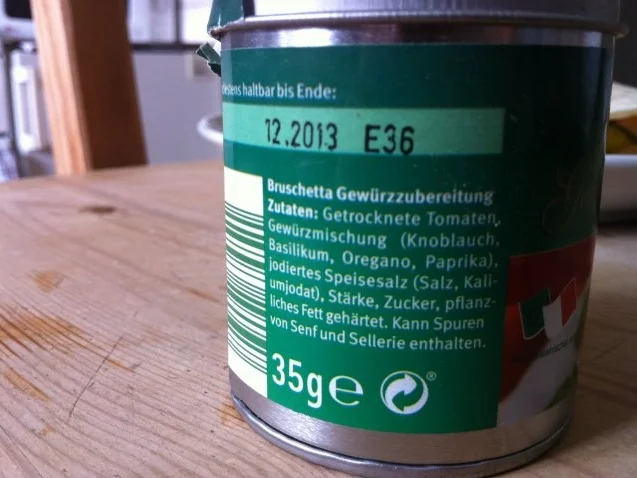 destens haltbar bis Ende:
12.2013 E36
Bruschetta Gewürzzubereitung
Zutaten: Getrocknete Tomaten,
Gewürzmischung (Knoblauch,
Basilikum, Oregano, Paprika),
jodiertes Speisesalz (Salz, Kali-
umjodat), Stärke, Zucker, pflanz-
liches Fett gehärtet. Kann Spuren
von Senf und Sellerie enthalten.
35g ℮ ®